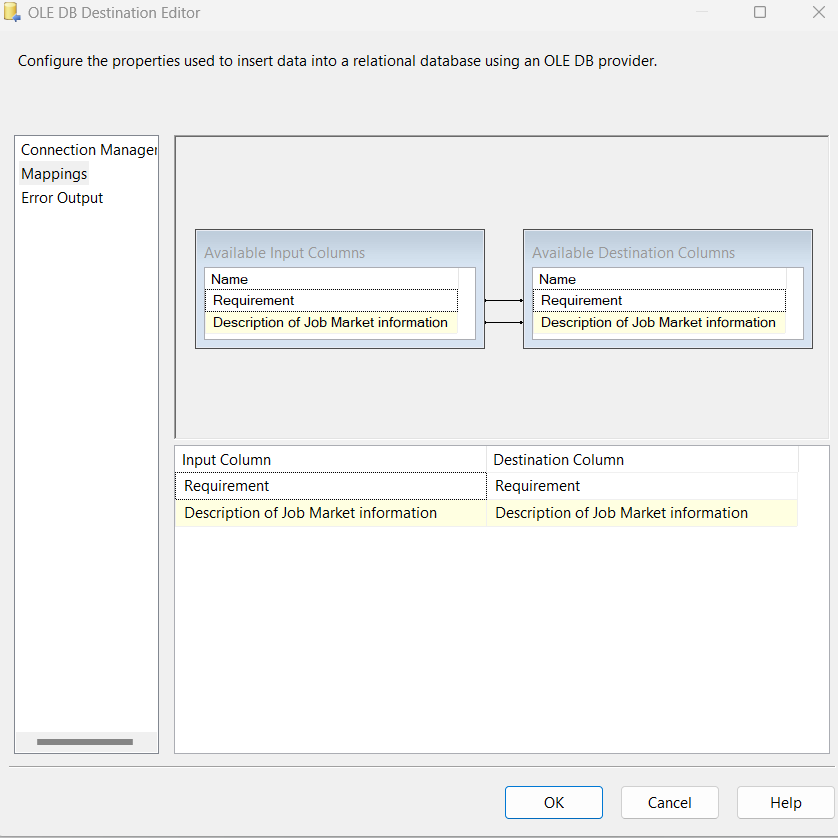 OLE DB Destination Editor
Configure the properties used to insert data into a relational database using an OLE DB provider.
Connection Manager
Mappings
Error Output
Available Input Columns
Name
Requirement
Description of Job Market information
Available Destination Columns
Name
Requirement
Description of Job Market information
Input Column Destination Column
Requirement Requirement
Description of Job Market information Description of Job Market information
OK Cancel Help